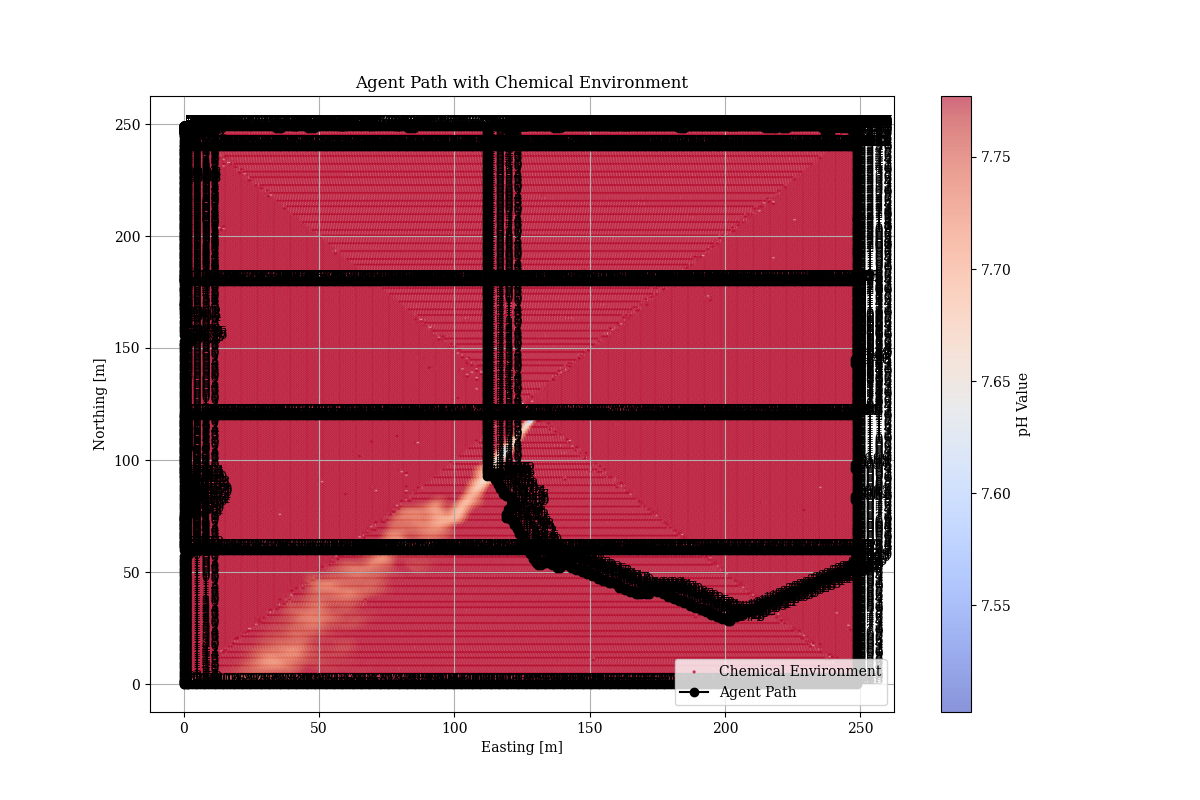 Agent Path with Chemical Environment
250
200
150
100
50
0
Northing [m]
0 50 100 150 200 250
Easting [m]
Chemical Environment
Agent Path
7.75
7.70
7.65
7.60
7.55
pH Value